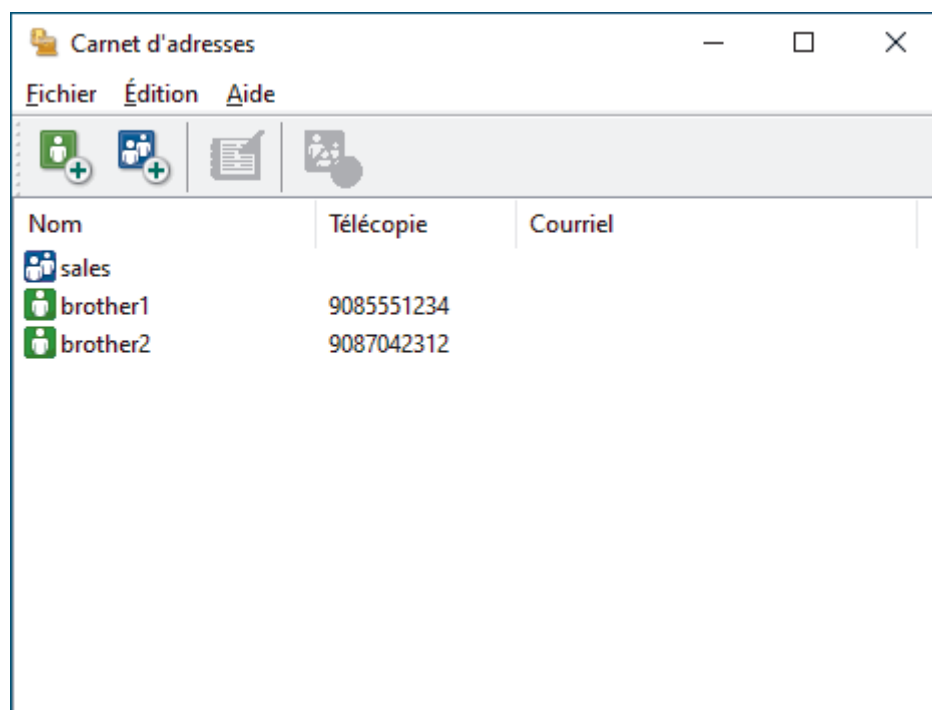 Carnet d'adresses
Fichier Édition Aide
Nom Télécopie Courriel
sales
brother1 9085551234
brother2 9087042312